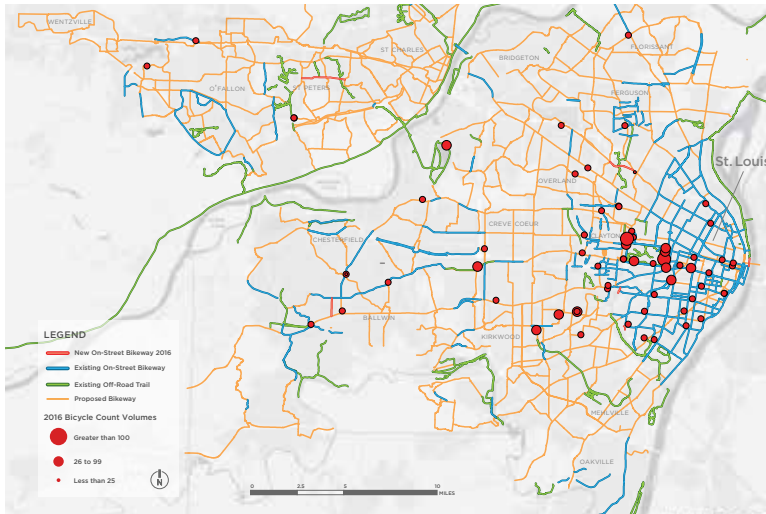 WENTZVILLE
ST CHARLES
FLORISSANT
BRIDGETON
O'FALLON
ST PETERS
FERGUSON
St. Louis
OVERLAND
CREVE COEUR
CLAYTON
CHESTERFIELD
BALLWIN
KIRKWOOD
MEHLVILLE
OAKVILLE
LEGEND
New On-Street Bikeway 2016
Existing On-Street Bikeway
Existing Off-Road Trail
Proposed Bikeway
2016 Bicycle Count Volumes
Greater than 100
26 to 99
Less than 25
N
0 2.5 5 10
MILES